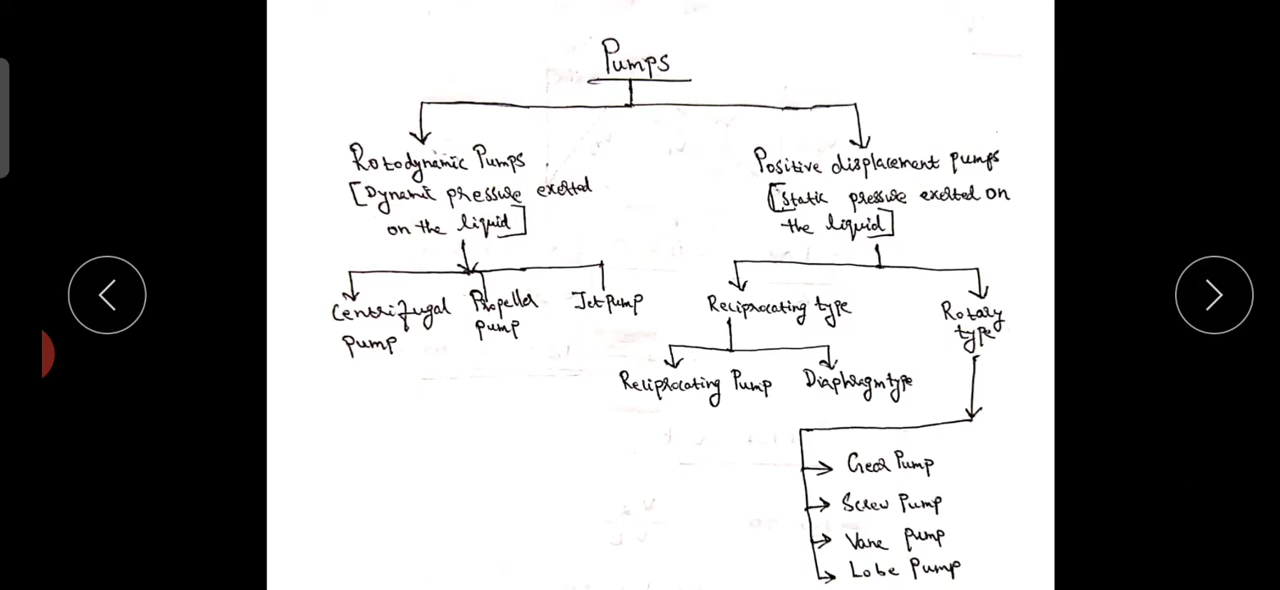 Pumps
Rotodynamic Pumps
[Dynamic pressure exerted
on the liquid]
Positive displacement pumps
[Static pressure exerted on
the liquid]
Centrifugal
pump
Propeller
pump
Jet pump
Reciprocating type
Rotary
type
Reciprocating Pump
Diaphragm type
Gear Pump
Screw Pump
Vane pump
Lobe Pump